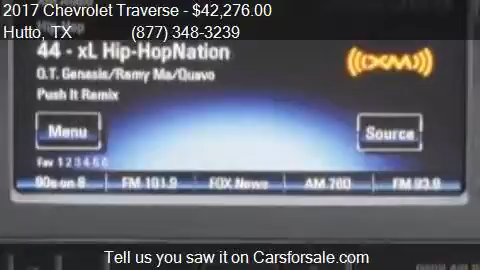 2017 Chevrolet Traverse - $42,276.00
Hutto, TX (877) 348-3239
44 - xL Hip-HopNation
XM
O.T. Genasis/Remy Ma/Quavo
Push It Remix
Menu
Source
Fav 1 2 3 4 5 6
90s on 9 FM 101.9 FOX News AM 760 FM 93.9
Tell us you saw it on Carsforsale.com